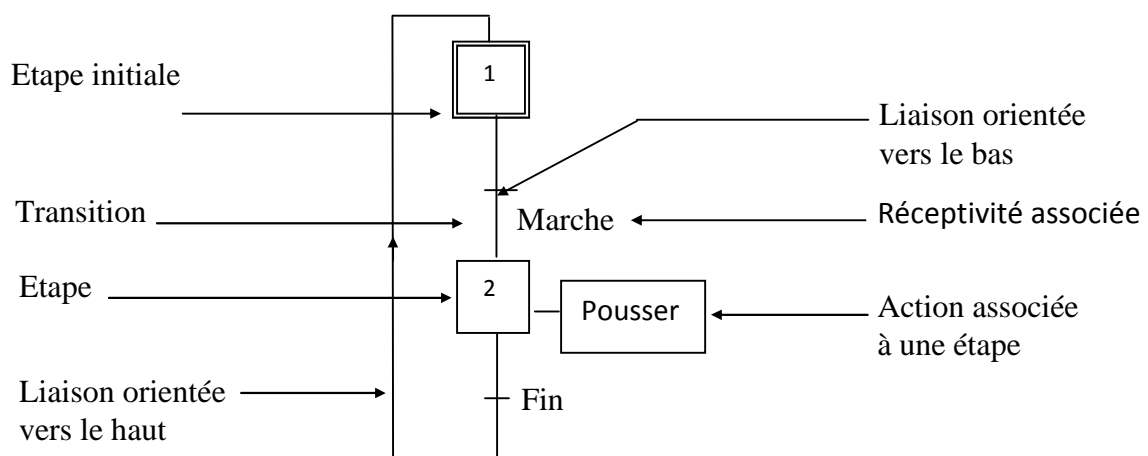 1
Etape initiale
Liaison orientée
vers le bas
Transition
Marche
Réceptivité associée
Etape
2
Pousser
Action associée
à une étape
Liaison orientée
vers le haut
Fin